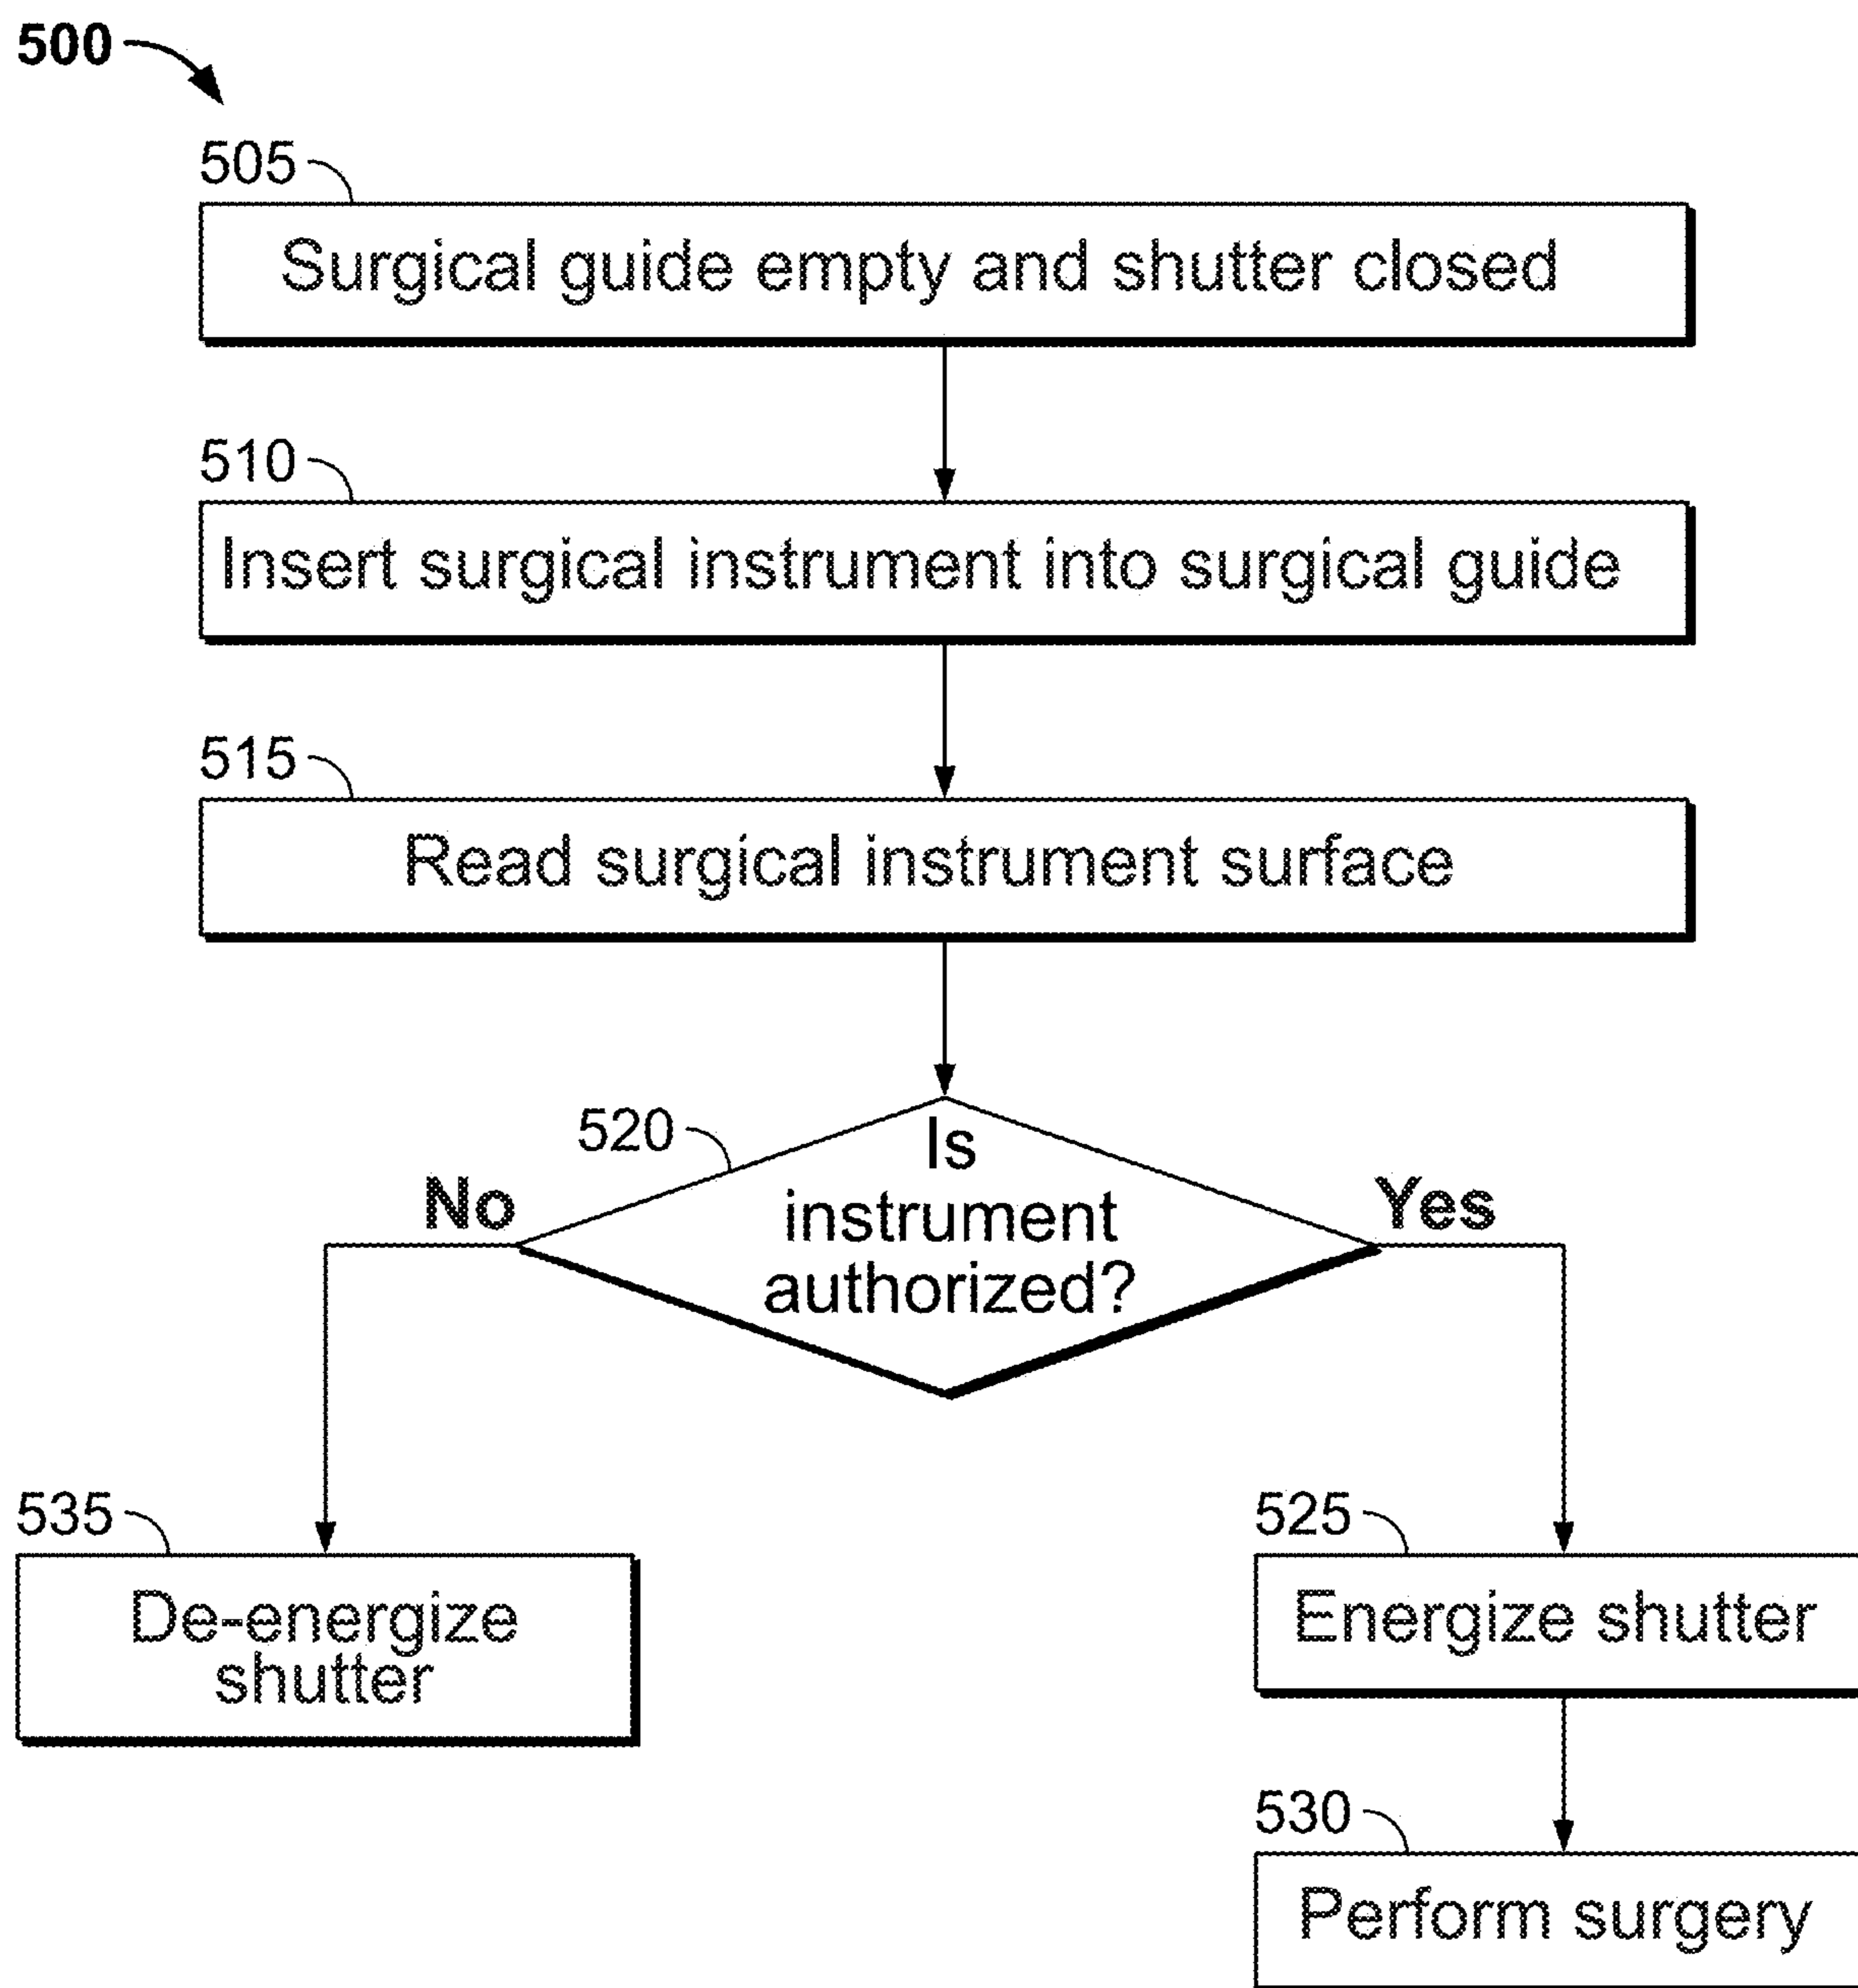 500
505
Surgical guide empty and shutter closed
510
Insert surgical instrument into surgical guide
515
Read surgical instrument surface
520
Is
instrument
authorized?
No
Yes
535
De-energize
shutter
525
Energize shutter
530
Perform surgery